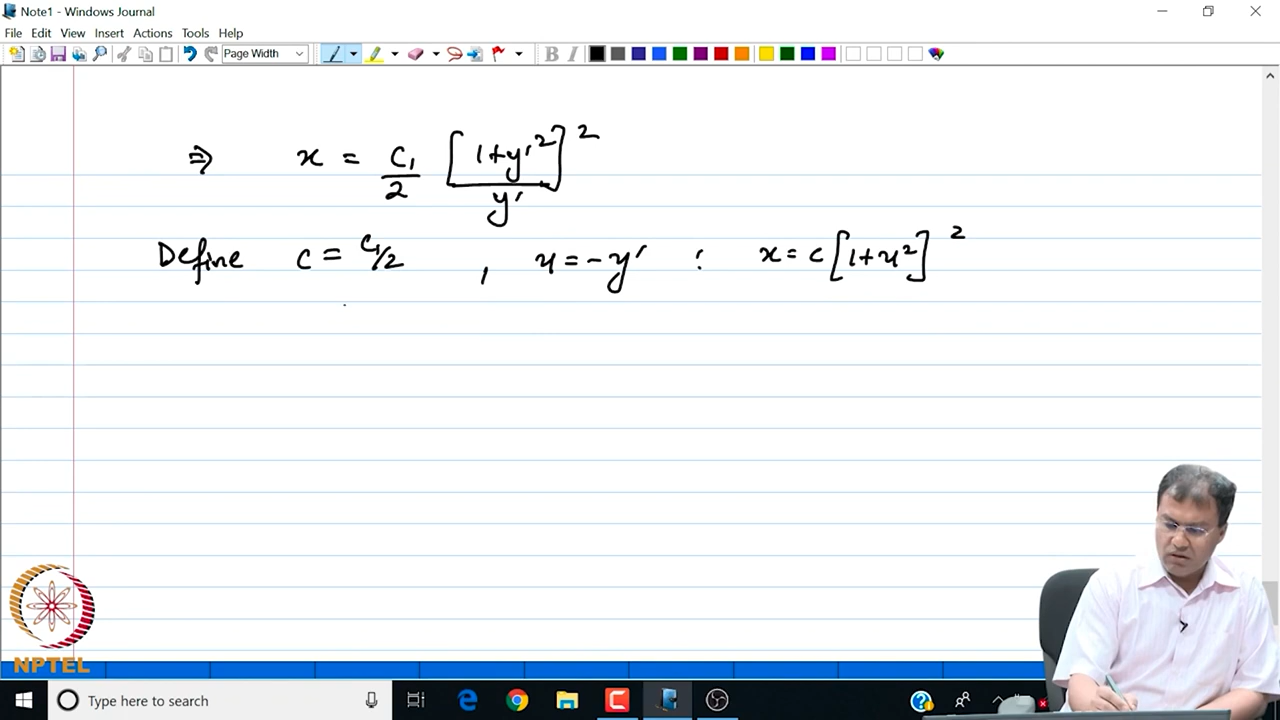 Note1 - Windows Journal
File Edit View Insert Actions Tools Help
Page Width
B I
⇒ x = C₁/2 [1+y'²]²/y'
Define c = C₁/2 , u = -y' : x = c[1+u²]²
NPTEL
Type here to search